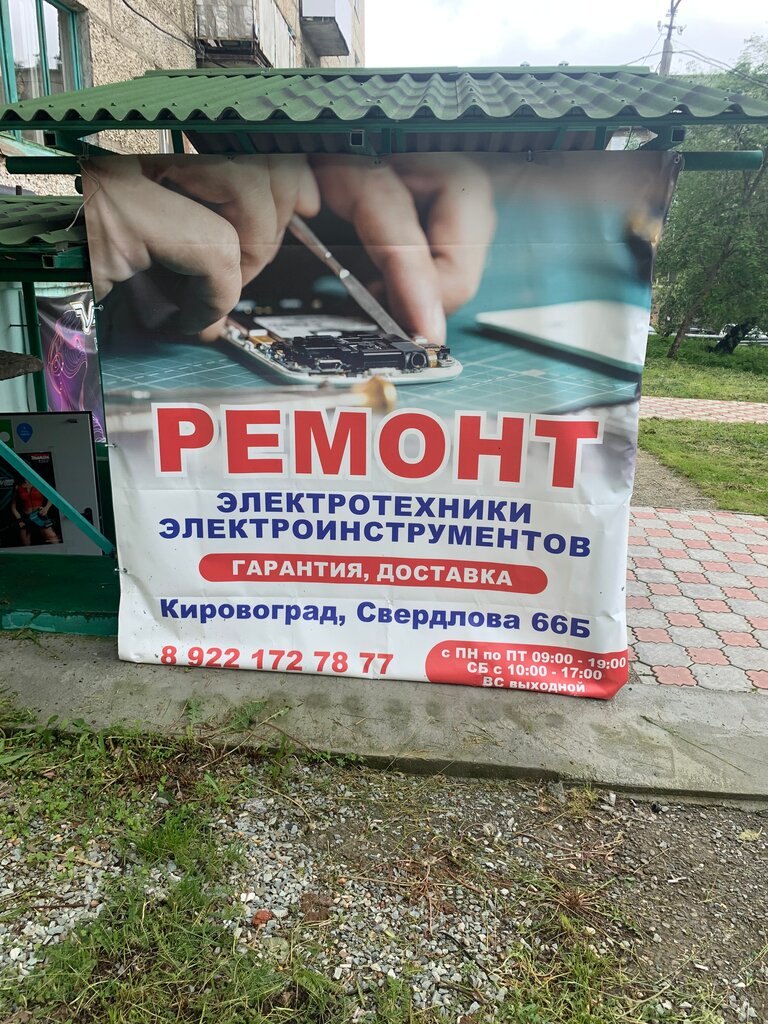 РЕМОНТ
ЭЛЕКТРОТЕХНИКИ
ЭЛЕКТРОИНСТРУМЕНТОВ
ГАРАНТИЯ, ДОСТАВКА
Кировоград, Свердлова 66Б
8 922 172 78 77
с ПН по ПТ 09:00 - 19:00
СБ с 10:00 - 17:00
ВС выходной